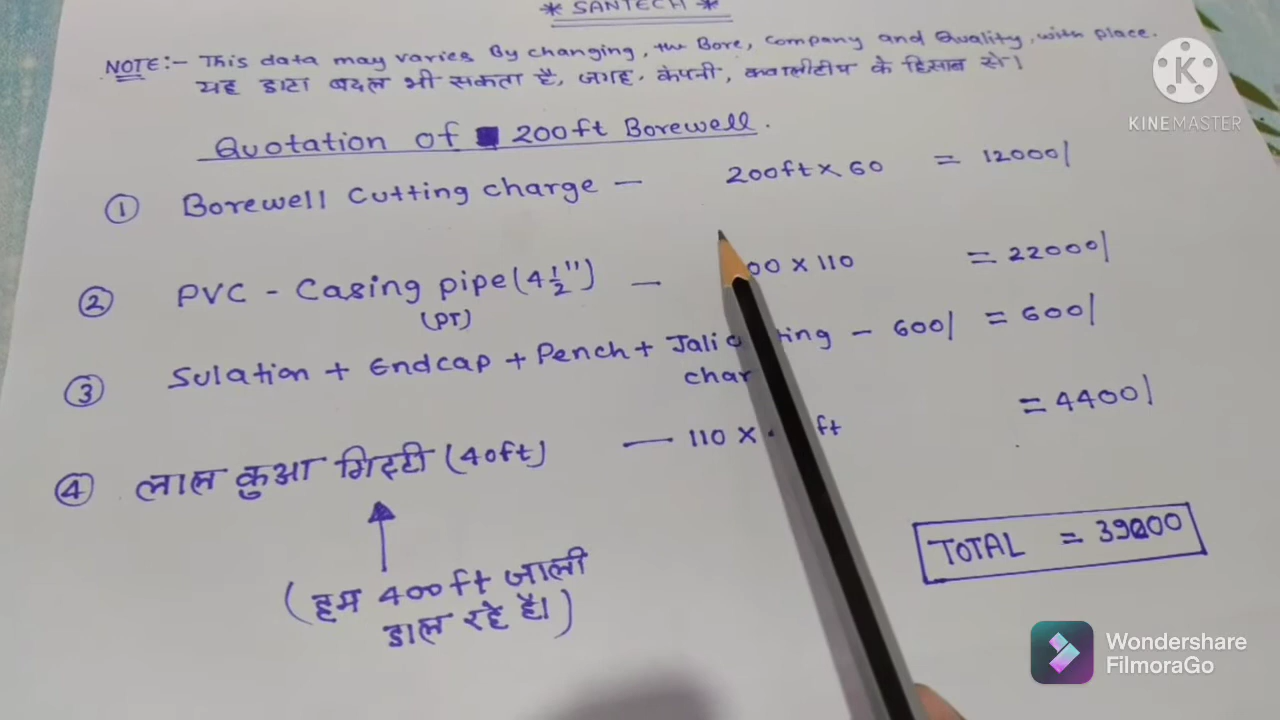 * SANTECH *
NOTE:- This data may varies By changing, the Bore, Company and Quality, with place.
यह डाटा बदल भी सकता है, जगह, कंपनी, क्वालीटीय के हिसाब से।
Quotation of 200ft Borewell.
① Borewell Cutting charge — 200ft x 60 = 12000/
② PVC - Casing pipe (4 1/2") — 00 x 110 = 22000/
(PT)
③ Sulation + Endcap + Pench + Jali ting — 600/ = 600/
char
④ लाल कुआ गिट्टी (40ft) — 110 x ft = 4400/
(हम 400ft जाली
डाल रहे है।)
TOTAL = 39000
K
KINEMASTER
Wondershare
FilmoraGo